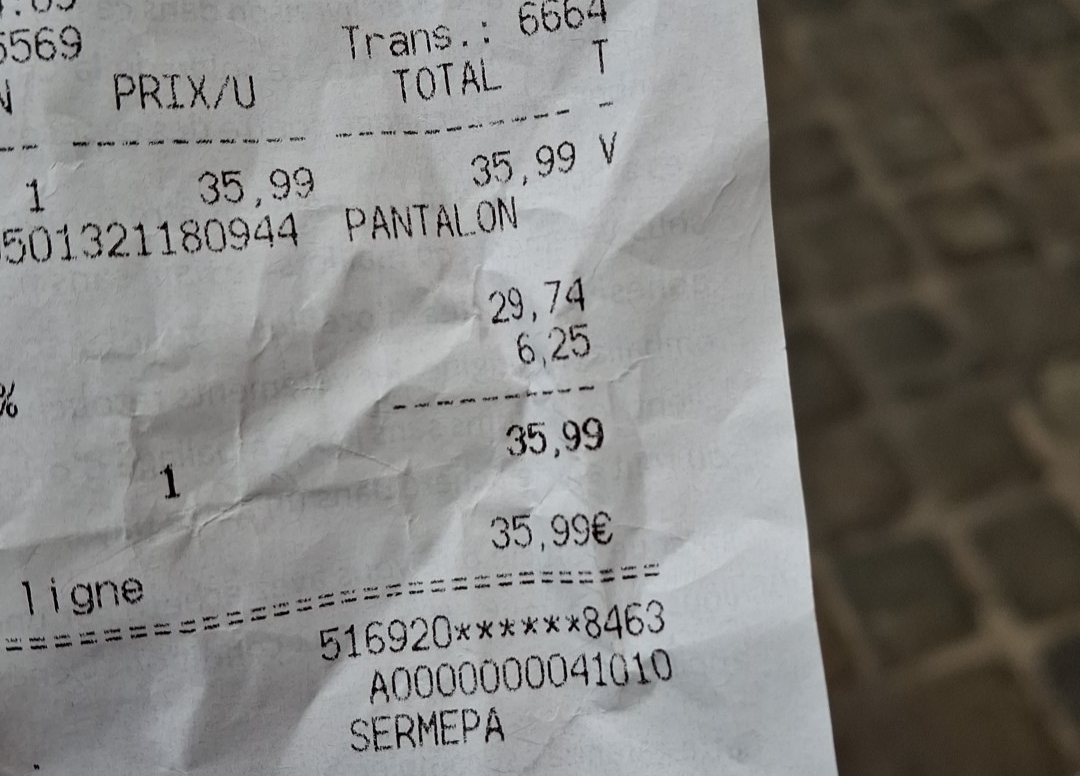 5569 Trans.: 6664
N PRIX/U TOTAL T
1 35,99 35,99 V
501321180944 PANTALON
29,74
6,25
%
35,99
1
35,99€
ligne
516920******8463
A0000000041010
SERMEPA